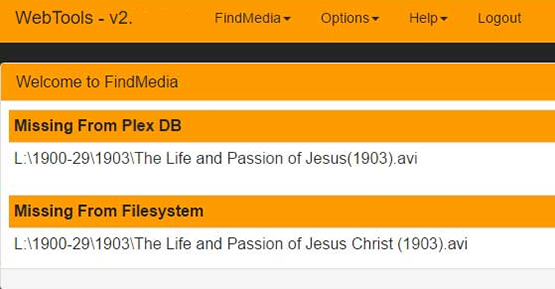 WebTools - v2. FindMedia Options Help Logout
Welcome to FindMedia
Missing From Plex DB
L:\1900-29\1903\The Life and Passion of Jesus(1903).avi
Missing From Filesystem
L:\1900-29\1903\The Life and Passion of Jesus Christ (1903).avi